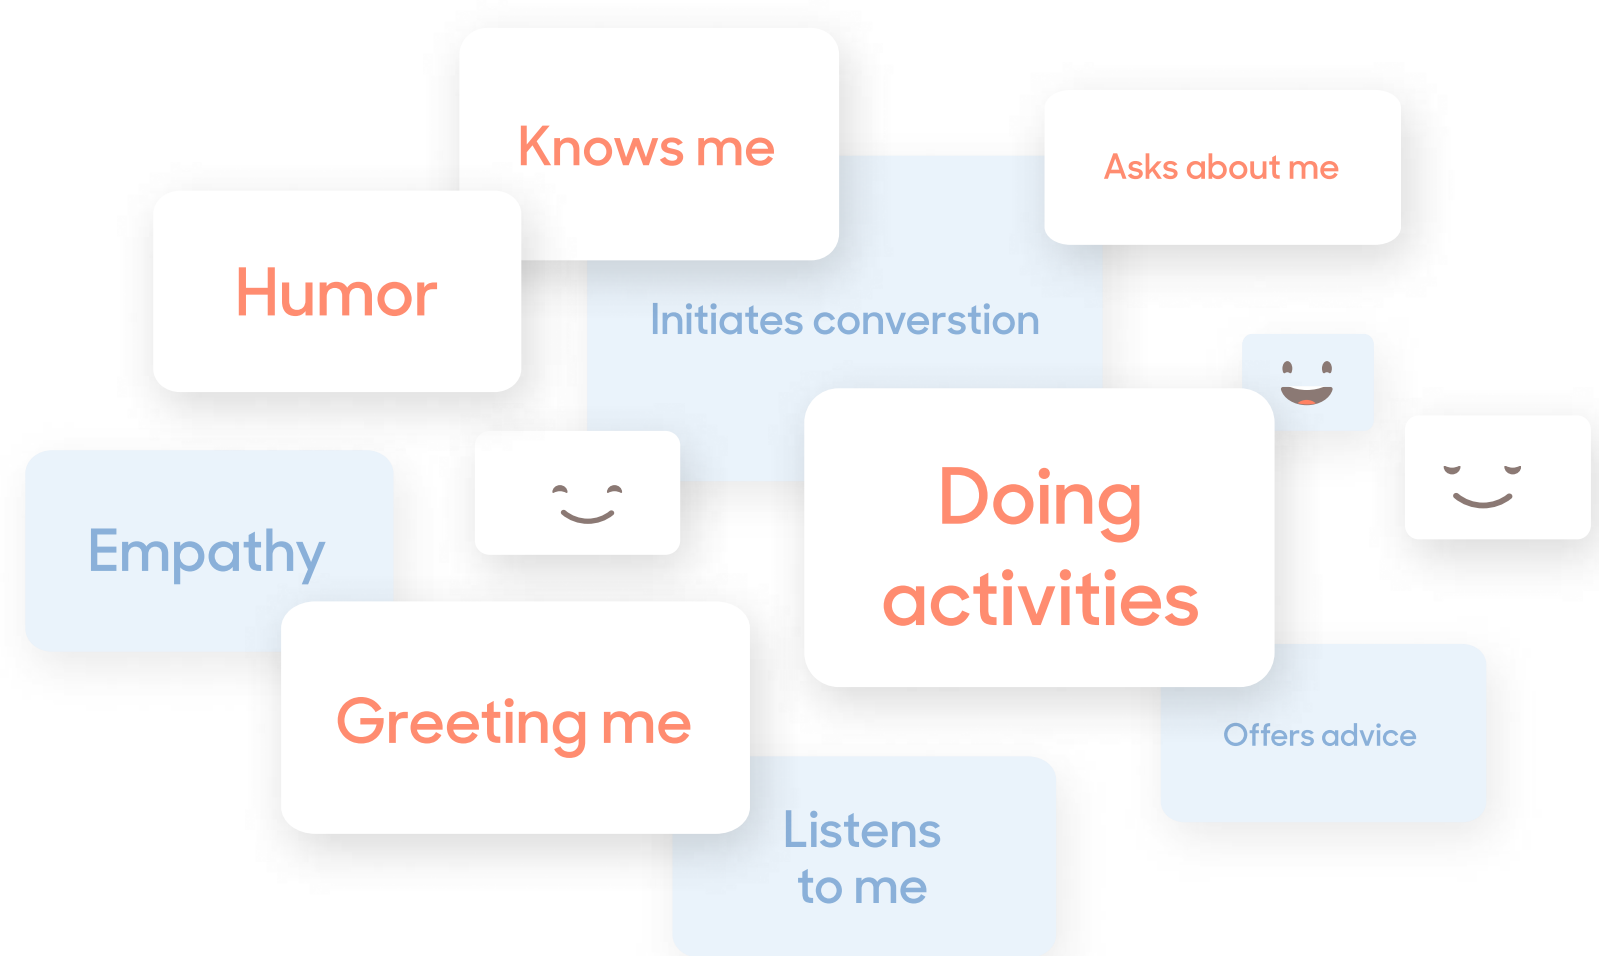 Knows me
Asks about me
Humor
Initiates converstion
Doing
activities
Empathy
Greeting me
Offers advice
Listens
to me